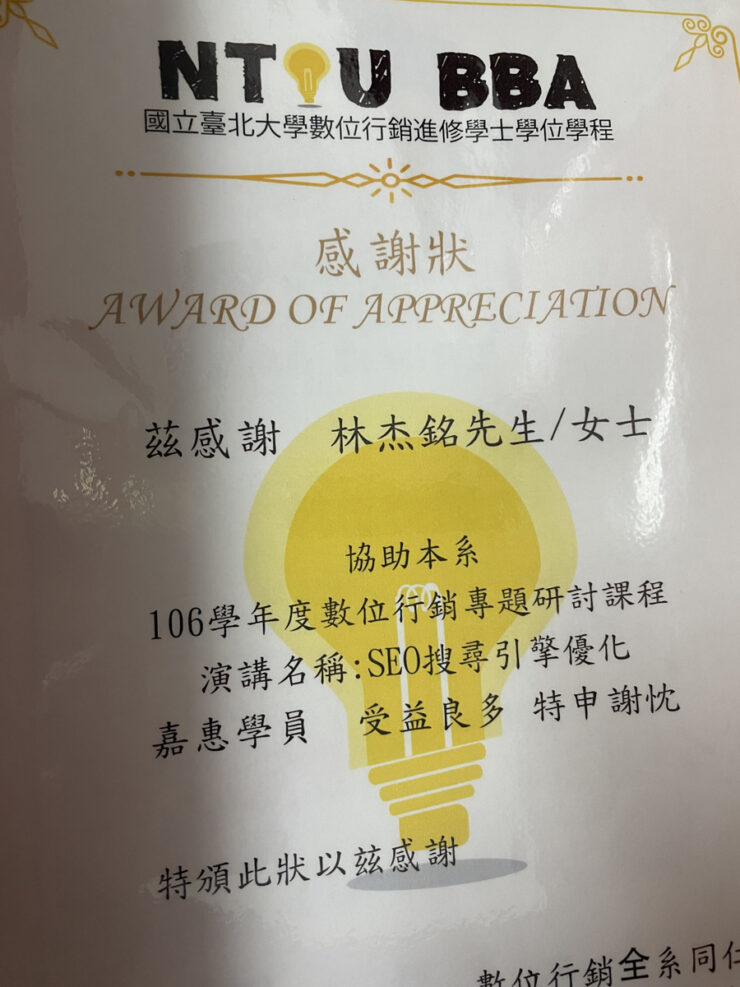 NTPU BBA
國立臺北大學數位行銷進修學士學位學程
感謝狀
AWARD OF APPRECIATION
茲感謝 林杰銘先生/女士
協助本系
106學年度數位行銷專題研討課程
演講名稱:SEO搜尋引擎優化
嘉惠學員 受益良多 特申謝忱
特頒此狀以茲感謝
數位行銷全系同仁